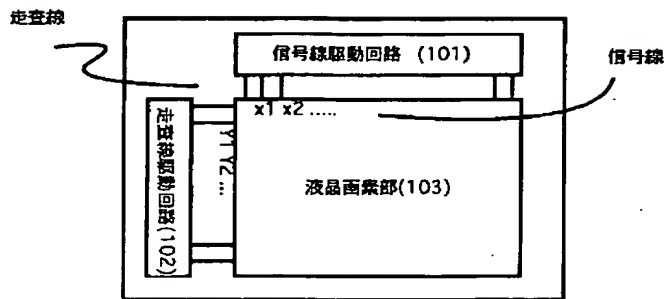 走査線
信号線駆動回路 (101)
信号線
x1 x2 .....
走査線駆動回路(102)
Y1 Y2 ...
液晶画素部(103)